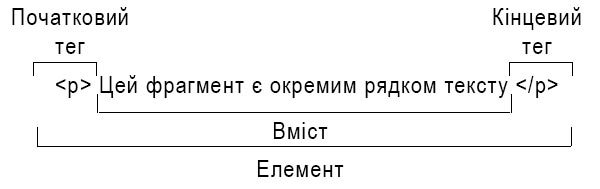 Початковий тег
Кінцевий тег
<p> Цей фрагмент є окремим рядком тексту </p>
Вміст
Елемент